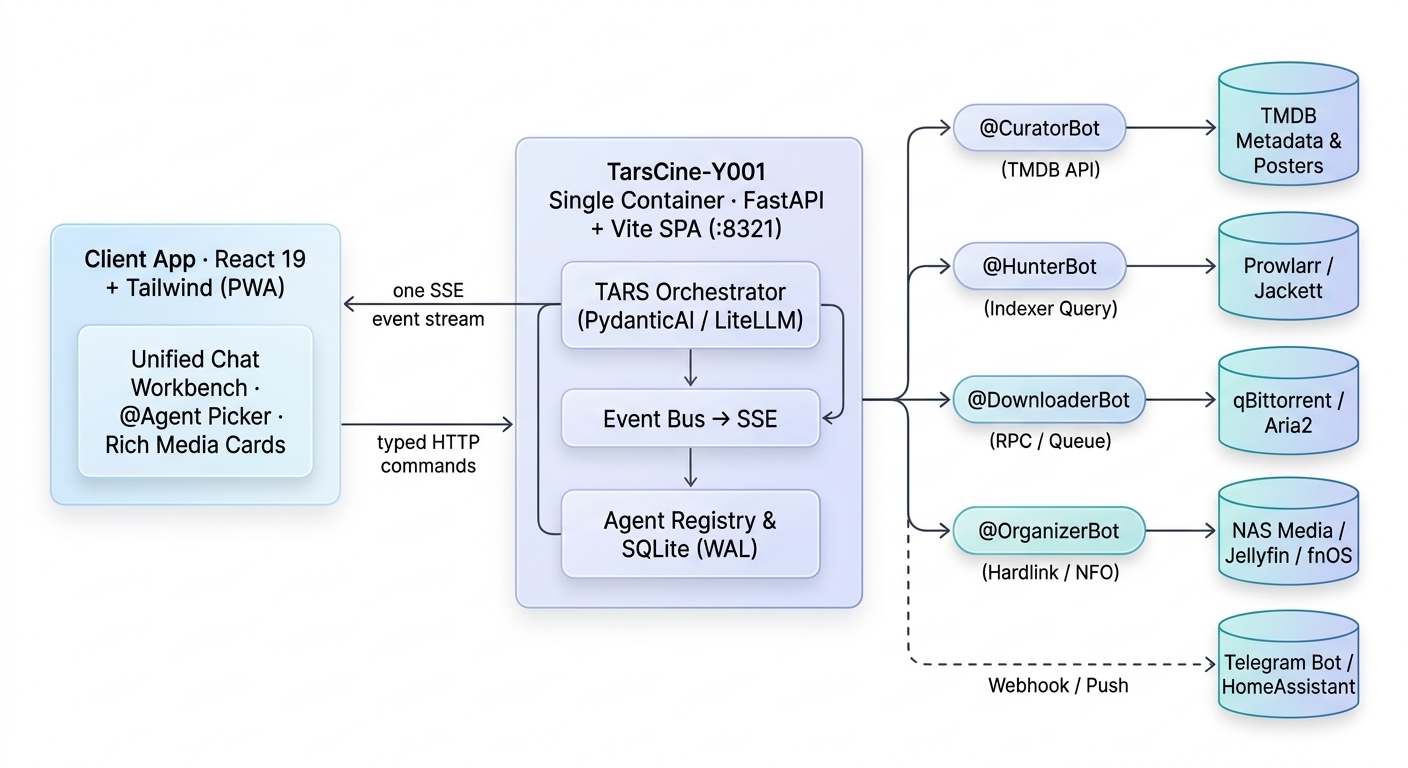 Client App · React 19
+ Tailwind (PWA)
Unified Chat
Workbench ·
@Agent Picker ·
Rich Media Cards
one SSE
event stream
typed HTTP
commands
TarsCine-Y001
Single Container · FastAPI
+ Vite SPA (:8321)
TARS Orchestrator
(PydanticAI / LiteLLM)
Event Bus → SSE
Agent Registry &
SQLite (WAL)
@CuratorBot
(TMDB API)
TMDB
Metadata &
Posters
@HunterBot
(Indexer Query)
Prowlarr /
Jackett
@DownloaderBot
(RPC / Queue)
qBittorrent /
Aria2
@OrganizerBot
(Hardlink / NFO)
NAS Media /
Jellyfin / fnOS
Webhook / Push
Telegram Bot /
HomeAssistant